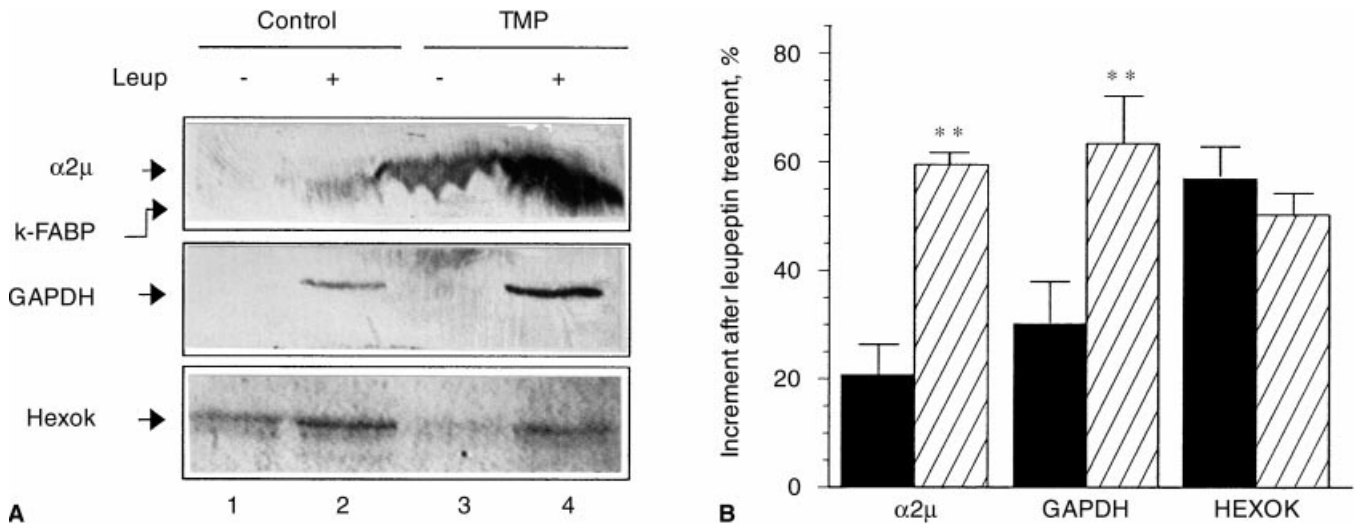 Control TMP
Leup - + - +
α2μ
k-FABP
GAPDH
Hexok
A 1 2 3 4
Increment after leupeptin treatment, %
80
60
40
20
0
** **
α2μ GAPDH HEXOK
B